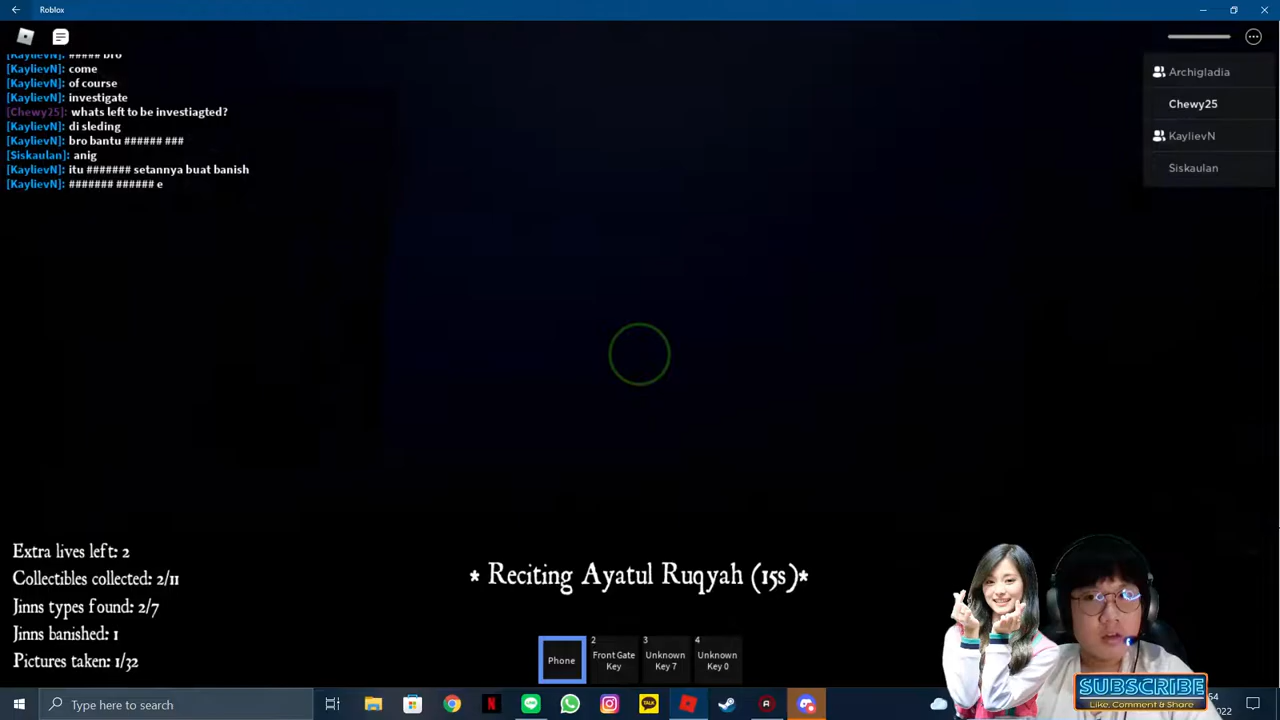 Roblox
[KaylievN]: ##### bro
[KaylievN]: come
[KaylievN]: of course
[KaylievN]: investigate
[Chewy25]: whats left to be investiagted?
[KaylievN]: di sleding
[KaylievN]: bro bantu ###### ###
[Siskaulan]: anig
[KaylievN]: itu ####### setannya buat banish
[KaylievN]: ####### ###### e
Archigladia
Chewy25
KaylievN
Siskaulan
Extra lives left: 2
Collectibles collected: 2/11
Jinns types found: 2/7
Jinns banished: 1
Pictures taken: 1/32
* Reciting Ayatul Ruqyah (15s)*
Phone
2
Front Gate
Key
3
Unknown
Key 7
4
Unknown
Key 0
SUBSCRIBE
Like, Comment & Share
Type here to search
TALK
54
022